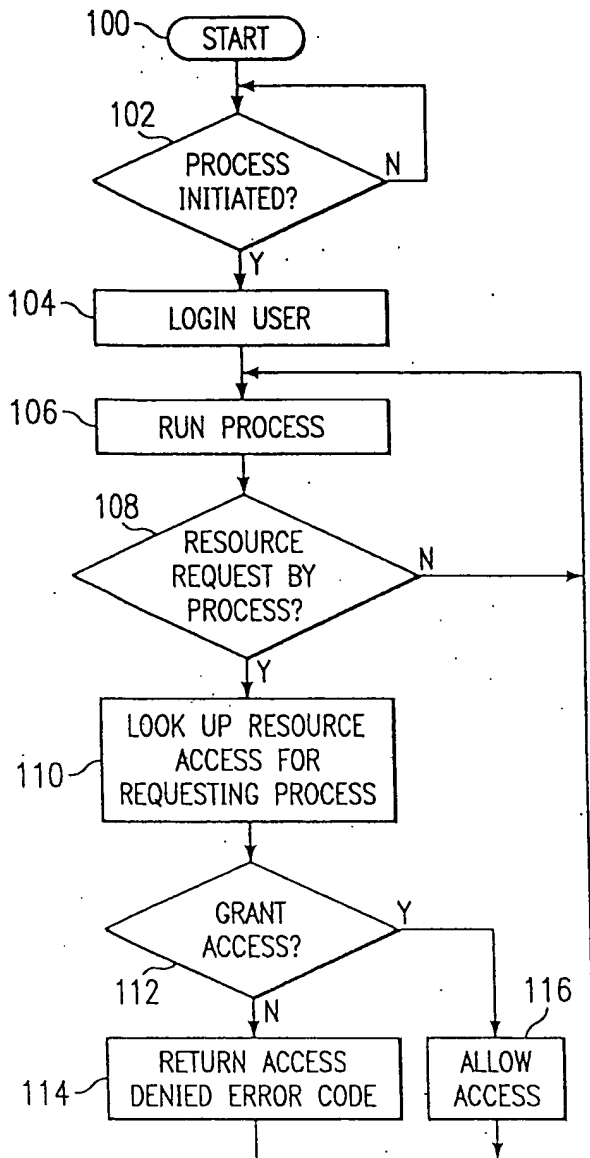 100
START
102
PROCESS
INITIATED?
N
Y
104
LOGIN USER
106
RUN PROCESS
108
RESOURCE
REQUEST BY
PROCESS?
N
Y
110
LOOK UP RESOURCE
ACCESS FOR
REQUESTING PROCESS
GRANT
ACCESS?
Y
112
N
116
114
RETURN ACCESS
DENIED ERROR CODE
ALLOW
ACCESS